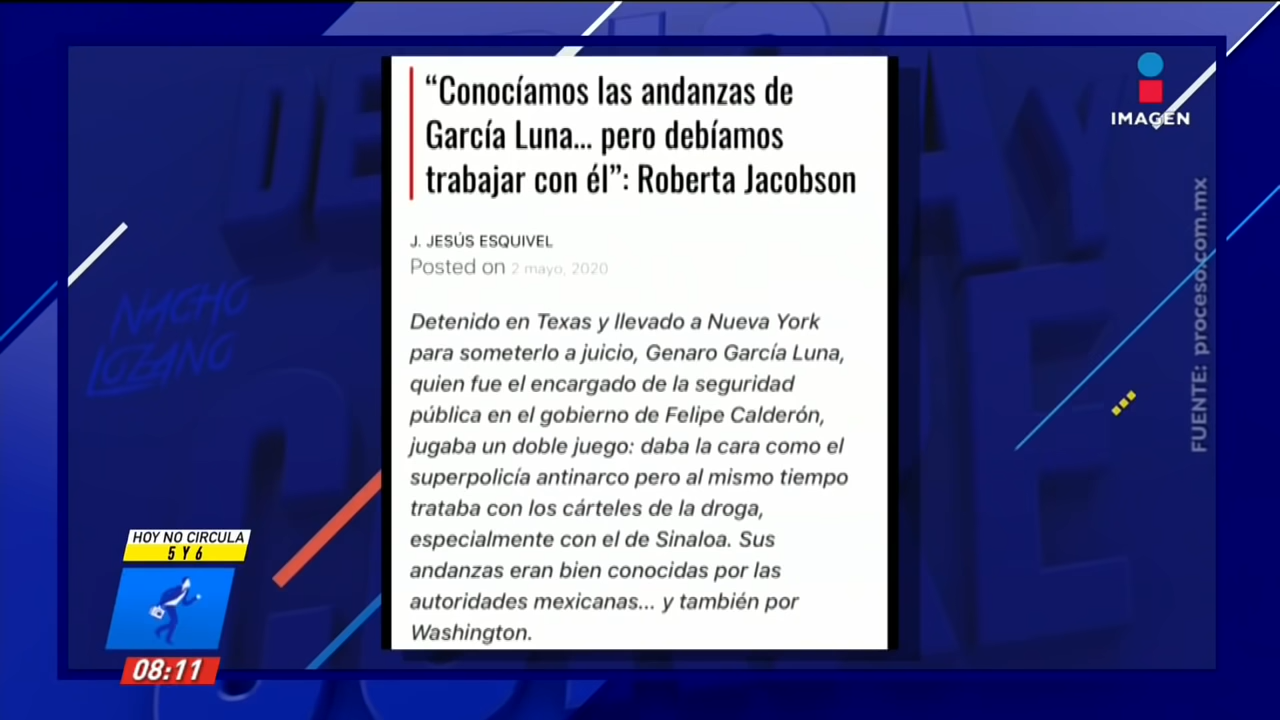 “Conocíamos las andanzas de
García Luna... pero debíamos
trabajar con él”: Roberta Jacobson
J. JESÚS ESQUIVEL
Posted on 2 mayo, 2020
Detenido en Texas y llevado a Nueva York
para someterlo a juicio, Genaro García Luna,
quien fue el encargado de la seguridad
pública en el gobierno de Felipe Calderón,
jugaba un doble juego: daba la cara como el
superpolicía antinarco pero al mismo tiempo
trataba con los cárteles de la droga,
especialmente con el de Sinaloa. Sus
andanzas eran bien conocidas por las
autoridades mexicanas... y también por
Washington.
IMAGEN
FUENTE: proceso.com.mx
NACHO
LOZANO
HOY NO CIRCULA
5 Y 6
08:11